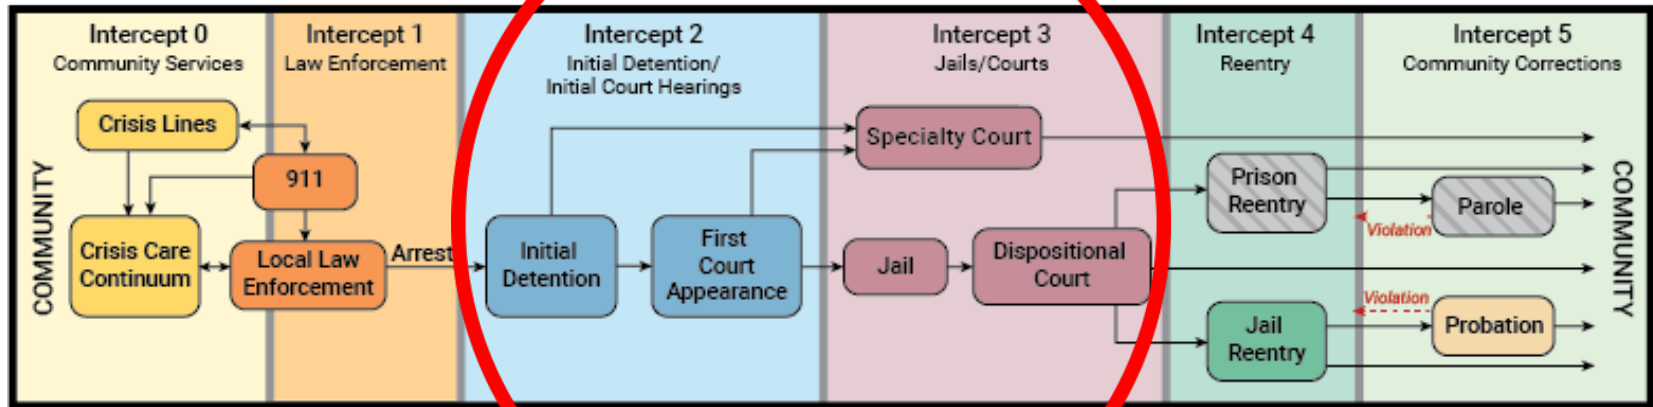 Intercept 0
Community Services
Intercept 1
Law Enforcement
Intercept 2
Initial Detention/
Initial Court Hearings
Intercept 3
Jails/Courts
Intercept 4
Reentry
Intercept 5
Community Corrections
COMMUNITY
Crisis Lines
911
Crisis Care
Continuum
Local Law
Enforcement
Arrest
Initial
Detention
First
Court
Appearance
Specialty Court
Jail
Dispositional
Court
Prison
Reentry
Parole
Violation
Jail
Reentry
Violation
Probation
COMMUNITY